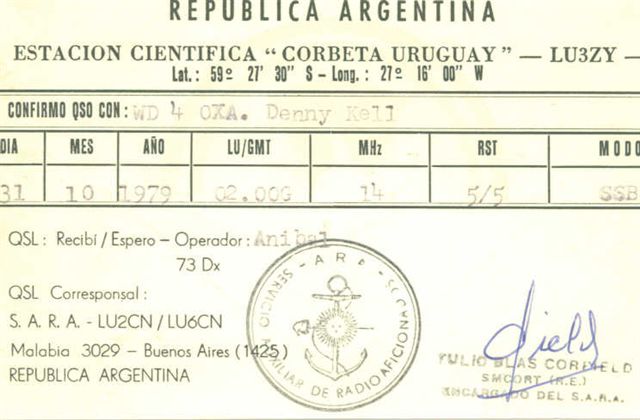 REPUBLICA ARGENTINA
ESTACION CIENTIFICA “ CORBETA URUGUAY ” — LU3ZY —
Lat.: 59º 27' 30" S - Long.: 27º 16' 00" W
CONFIRMO QSO CON: WD 4 OXA. Denny Kell
DIA MES AÑO LU/GMT MHz RST MODO
31 10 1979 02.00G 14 5/5 SSB
QSL: Recibí / Espero – Operador: Anibal
73 Dx
QSL Corresponsal:
S. A. R. A. - LU2CN / LU6CN
Malabia 3029 – Buenos Aires (1425)
REPUBLICA ARGENTINA
- A R A -
SERVICIO AUXILIAR DE RADIOAFICIONADOS
BLAS
SMCORT (R.E.)
ENCARGADO DEL S.A.R.A.